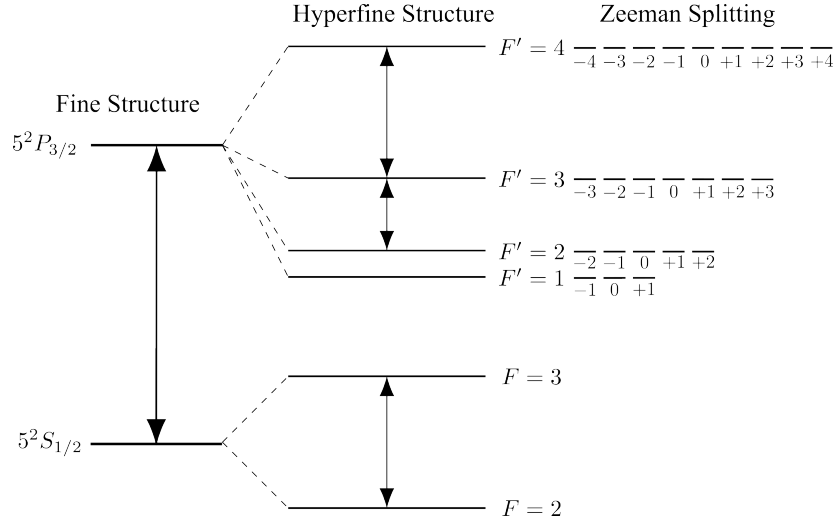 Hyperfine Structure Zeeman Splitting
F′ = 4 −4 −3 −2 −1 0 +1 +2 +3 +4
Fine Structure
5²P₃/₂
F′ = 3 −3 −2 −1 0 +1 +2 +3
F′ = 2 −2 −1 0 +1 +2
F′ = 1 −1 0 +1
F = 3
5²S₁/₂
F = 2